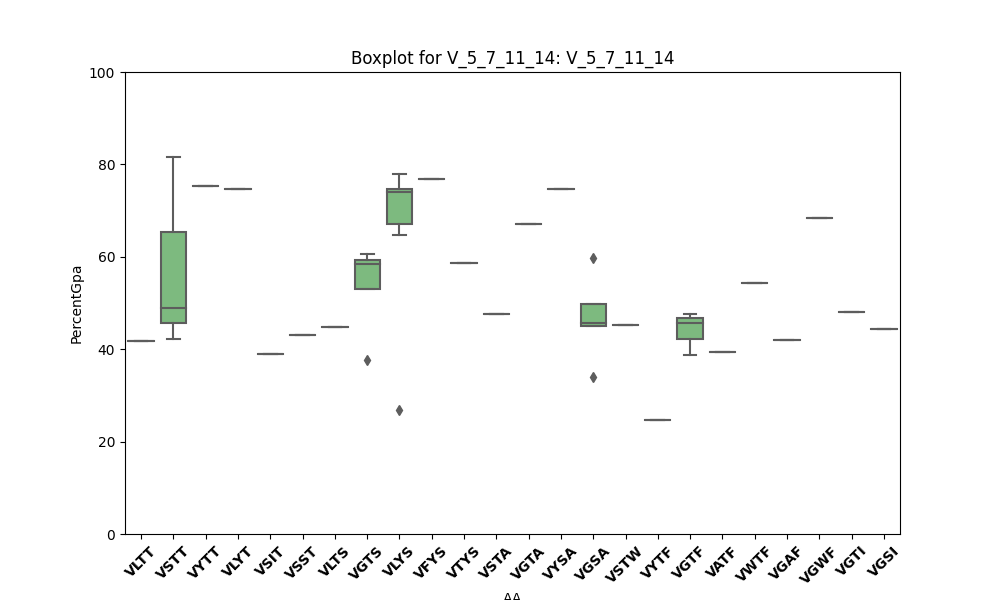 Boxplot for V_5_7_11_14: V_5_7_11_14
PercentGpa
100
80
60
40
20
0
VLTT VSTT VYTT VLYT VSIT VSST VLTS VGTS VLYS VFYS VTYS VSTA VGTA VYSA VGSA VSTW VYTF VGTF VATF VWTF VGAF VGWF VGTI VGSI
AA